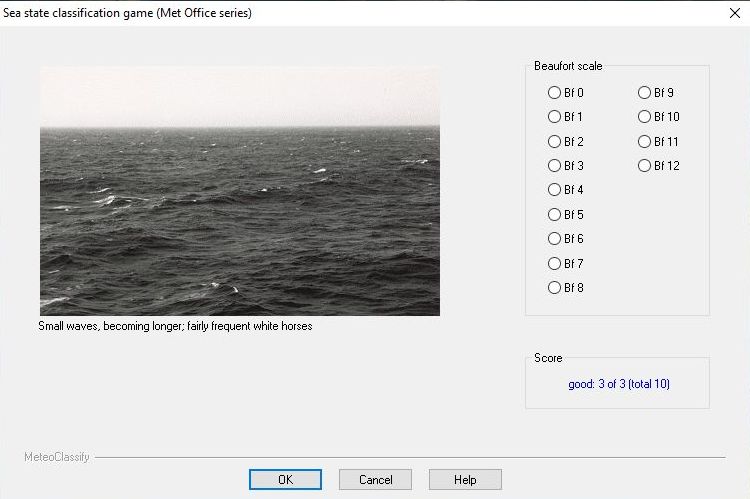 Sea state classification game (Met Office series)
Beaufort scale
Bf 0
Bf 1
Bf 2
Bf 3
Bf 4
Bf 5
Bf 6
Bf 7
Bf 8
Bf 9
Bf 10
Bf 11
Bf 12
Small waves, becoming longer; fairly frequent white horses
Score
good: 3 of 3 (total 10)
MeteoClassify
OK
Cancel
Help